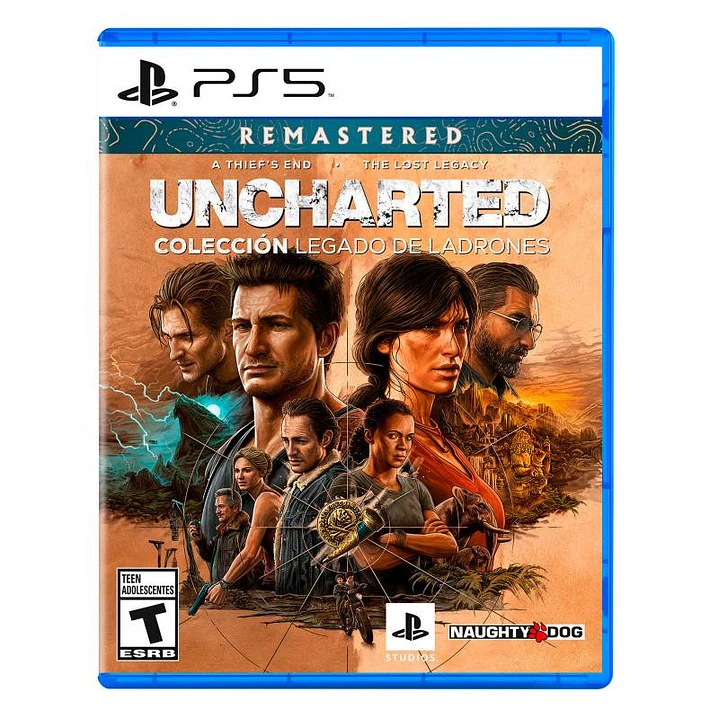 PS5
REMASTERED
A THIEF'S END · THE LOST LEGACY
UNCHARTED
COLECCIÓN LEGADO DE LADRONES
TEEN
ADOLESCENTES
T
ESRB
STUDIOS
NAUGHTY DOG